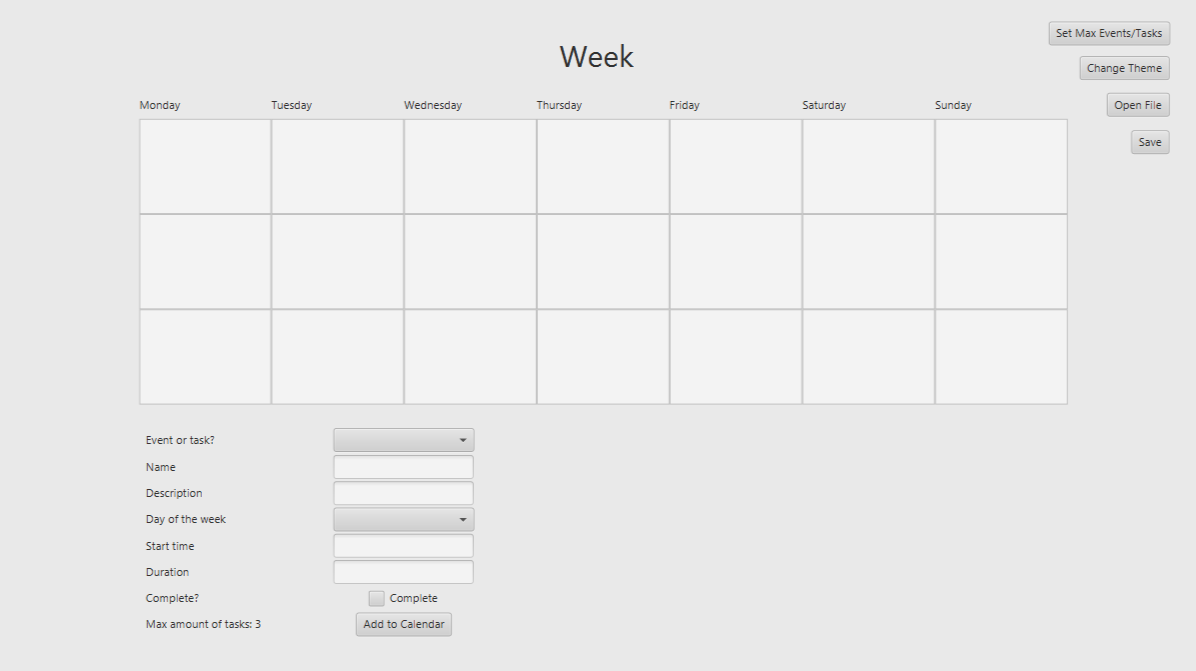 Set Max Events/Tasks
Week
Change Theme
Monday Tuesday Wednesday Thursday Friday Saturday Sunday
Open File
Save
Event or task?
Name
Description
Day of the week
Start time
Duration
Complete? Complete
Max amount of tasks: 3 Add to Calendar